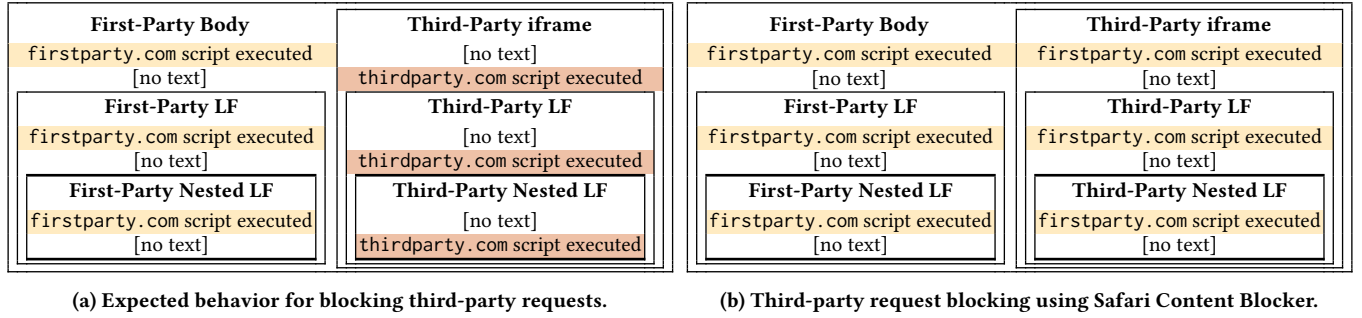 First-Party Body
firstparty.com script executed
[no text]
First-Party LF
firstparty.com script executed
[no text]
First-Party Nested LF
firstparty.com script executed
[no text]
Third-Party iframe
[no text]
thirdparty.com script executed
Third-Party LF
[no text]
thirdparty.com script executed
Third-Party Nested LF
[no text]
thirdparty.com script executed
(a) Expected behavior for blocking third-party requests.
First-Party Body
firstparty.com script executed
[no text]
First-Party LF
firstparty.com script executed
[no text]
First-Party Nested LF
firstparty.com script executed
[no text]
Third-Party iframe
firstparty.com script executed
[no text]
Third-Party LF
firstparty.com script executed
[no text]
Third-Party Nested LF
firstparty.com script executed
[no text]
(b) Third-party request blocking using Safari Content Blocker.